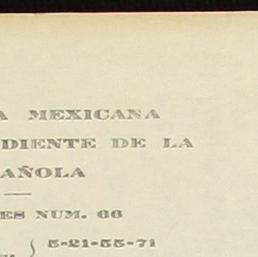 A MEXICANA
DIENTE DE LA
AÑOLA
ES NUM. 66
5-21-55-71